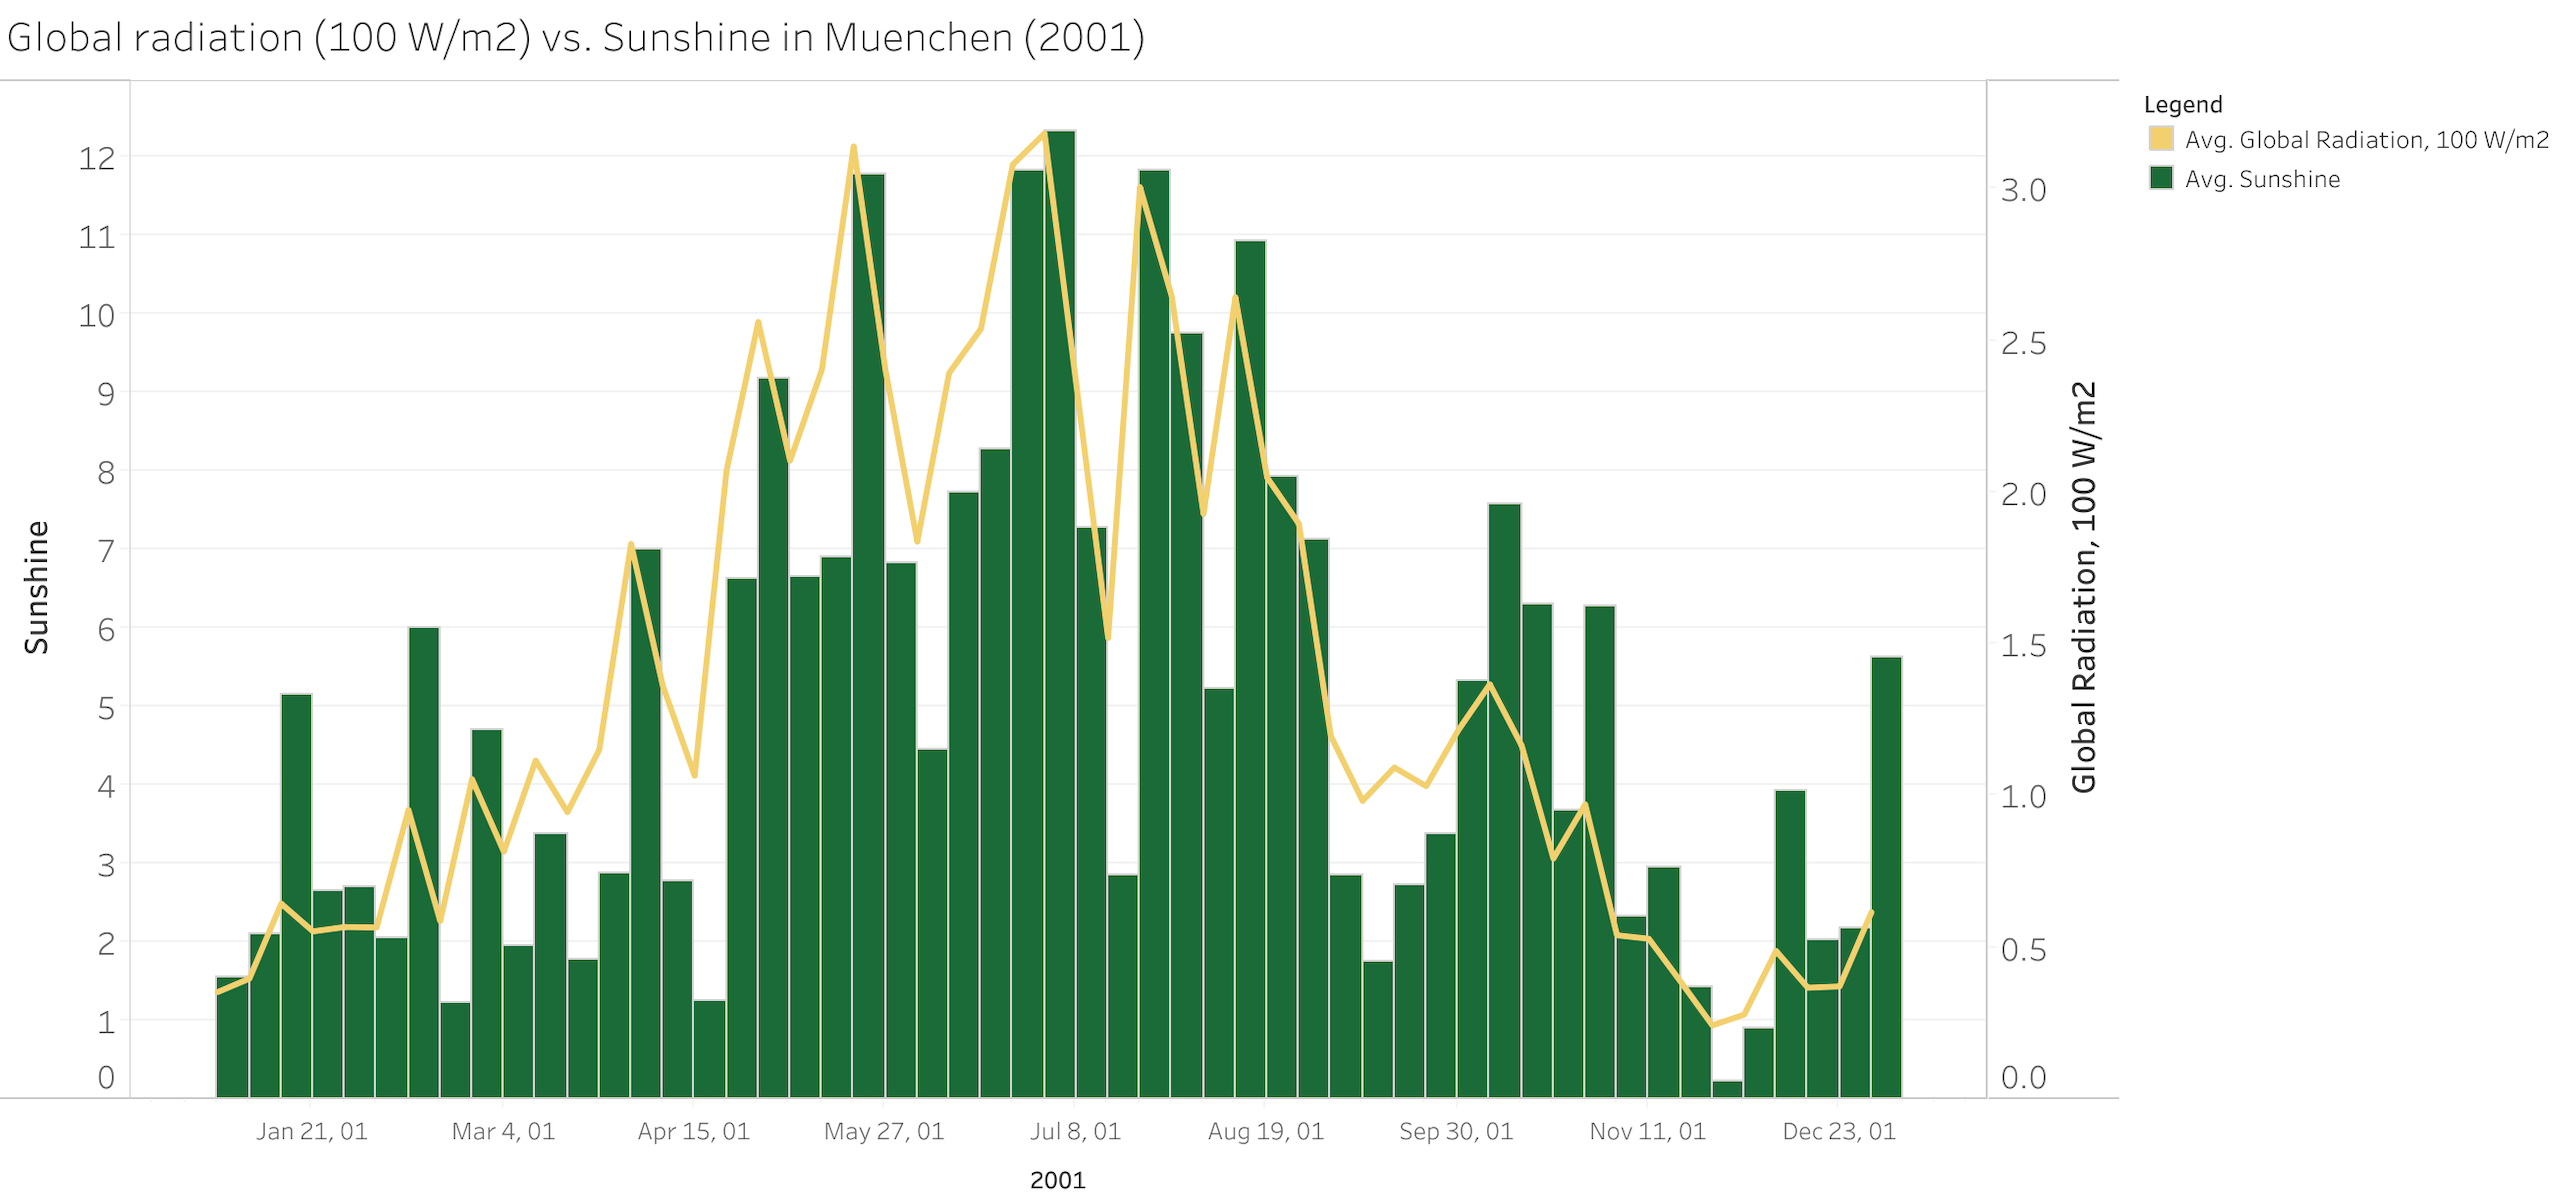 Global radiation (100 W/m2) vs. Sunshine in Muenchen (2001)
Legend
Avg. Global Radiation, 100 W/m2
Avg. Sunshine
Sunshine
12
11
10
9
8
7
6
5
4
3
2
1
0
3.0
2.5
2.0
1.5
1.0
0.5
0.0
Global Radiation, 100 W/m2
Jan 21, 01
Mar 4, 01
Apr 15, 01
May 27, 01
Jul 8, 01
Aug 19, 01
Sep 30, 01
Nov 11, 01
Dec 23, 01
2001